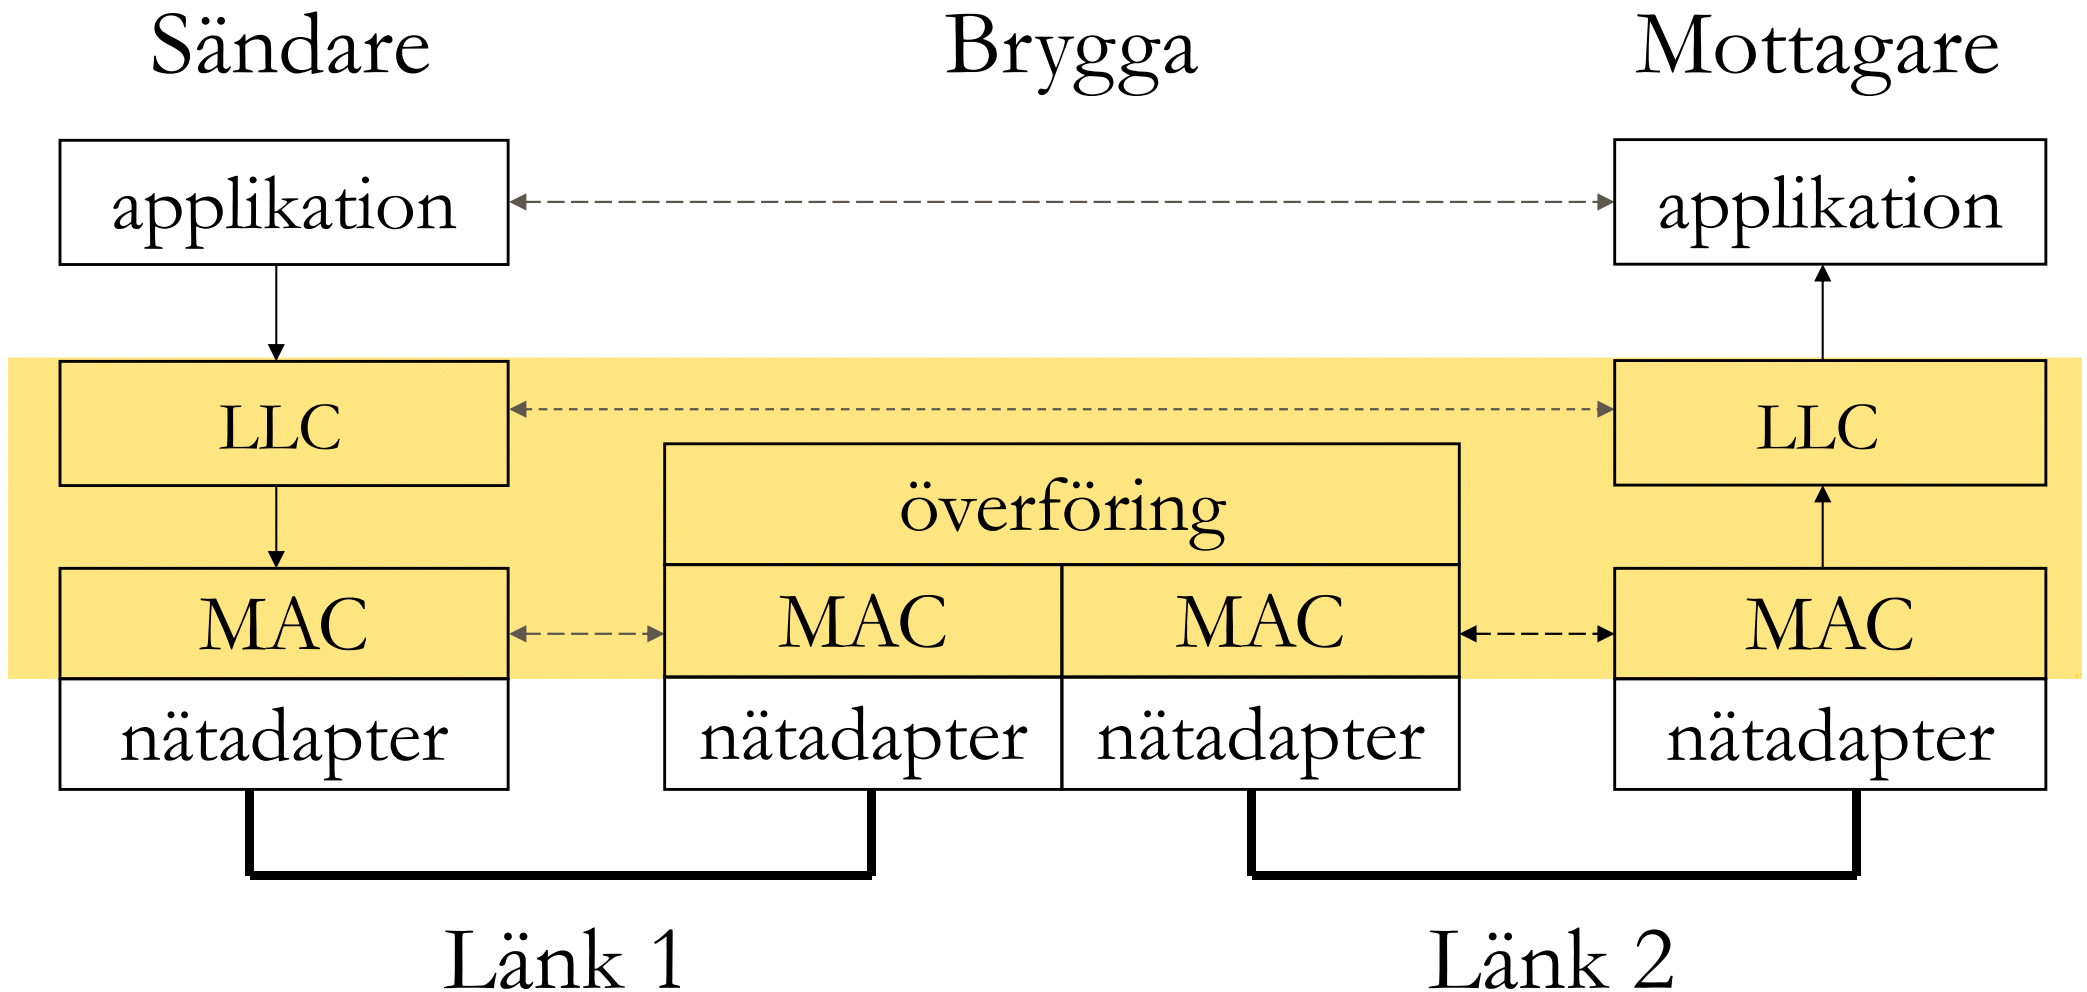 Sändare
Brygga
Mottagare
applikation
applikation
LLC
LLC
överföring
MAC
MAC
MAC
MAC
nätadapter
nätadapter
nätadapter
nätadapter
Länk 1
Länk 2